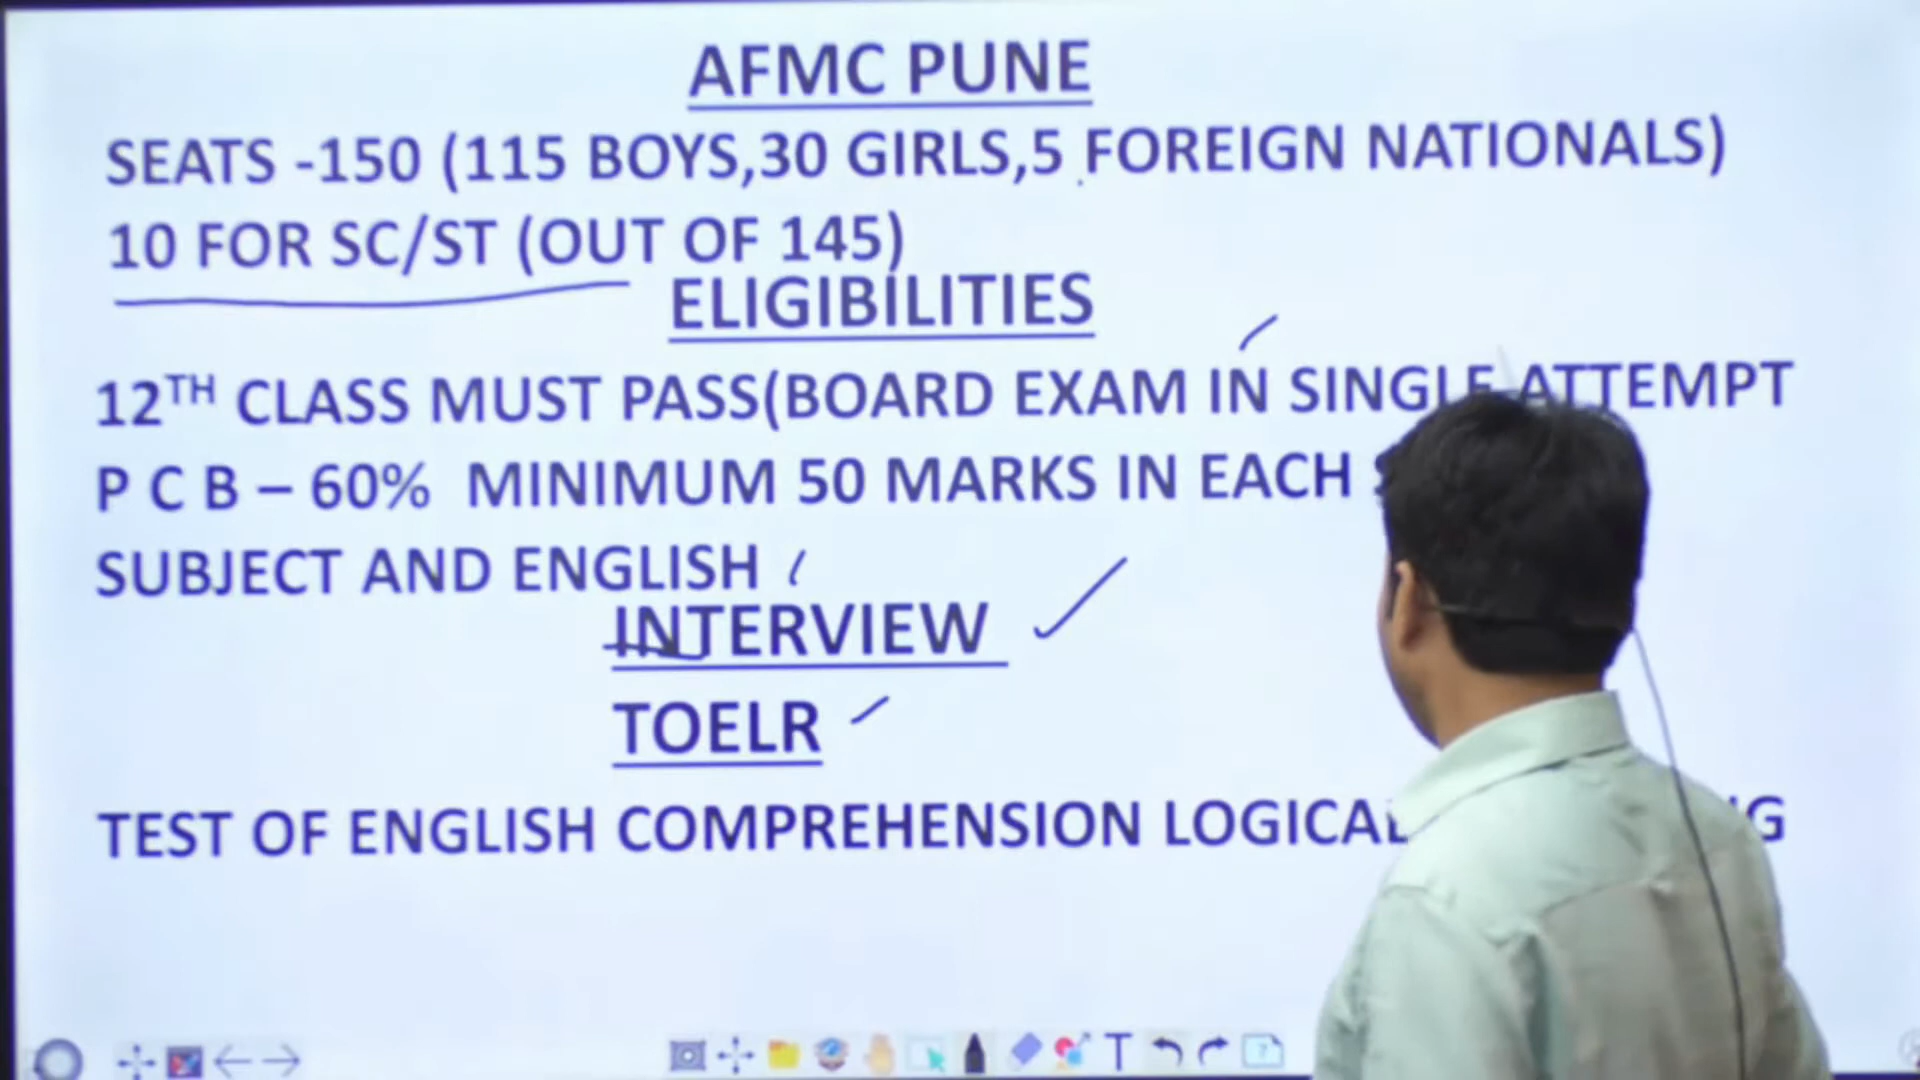 AFMC PUNE
SEATS -150 (115 BOYS,30 GIRLS,5 FOREIGN NATIONALS)
10 FOR SC/ST (OUT OF 145)
ELIGIBILITIES
12TH CLASS MUST PASS(BOARD EXAM IN SINGLE ATTEMPT
P C B – 60% MINIMUM 50 MARKS IN EACH
SUBJECT AND ENGLISH
INTERVIEW
TOELR
TEST OF ENGLISH COMPREHENSION LOGICAL